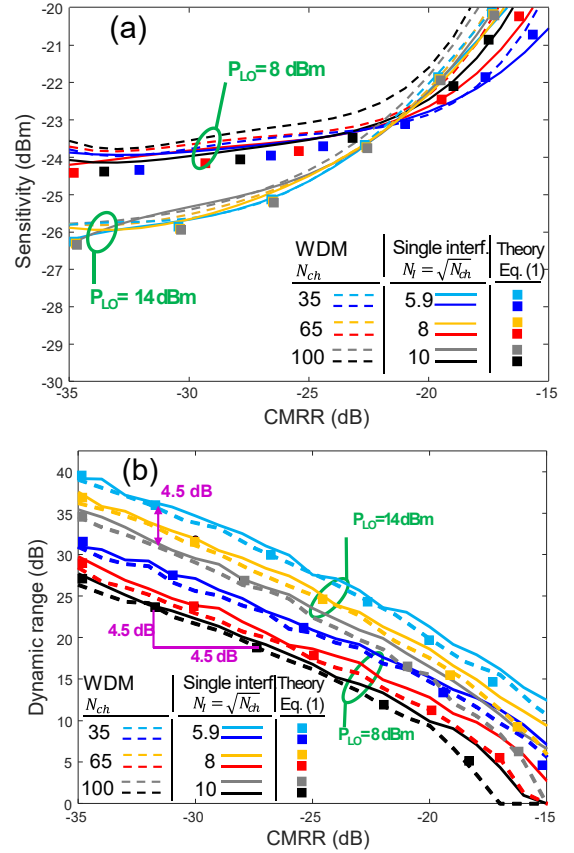 (a)
Sensitivity (dBm)
-20
-21
-22
-23
-24
-25
-26
-27
-28
-29
-30
P_LO= 8 dBm
P_LO= 14 dBm
WDM Single interf. Theory
N_ch N_I = √N_ch Eq. (1)
35 5.9
65 8
100 10
-35 -30 -25 -20 -15
CMRR (dB)
(b)
Dynamic range (dB)
40
35
30
25
20
15
10
5
0
4.5 dB
P_LO=14dBm
4.5 dB
4.5 dB
P_LO=8dBm
WDM Single interf. Theory
N_ch N_I = √N_ch Eq. (1)
35 5.9
65 8
100 10
-35 -30 -25 -20 -15
CMRR (dB)